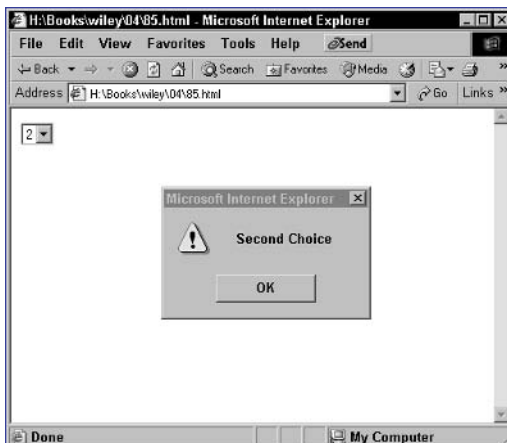 H:\Books\wiley\04\85.html - Microsoft Internet Explorer
File Edit View Favorites Tools Help Send
Back Search Favorites Media »
Address H:\Books\wiley\04\85.html Go Links »
2
Microsoft Internet Explorer
Second Choice
OK
Done My Computer